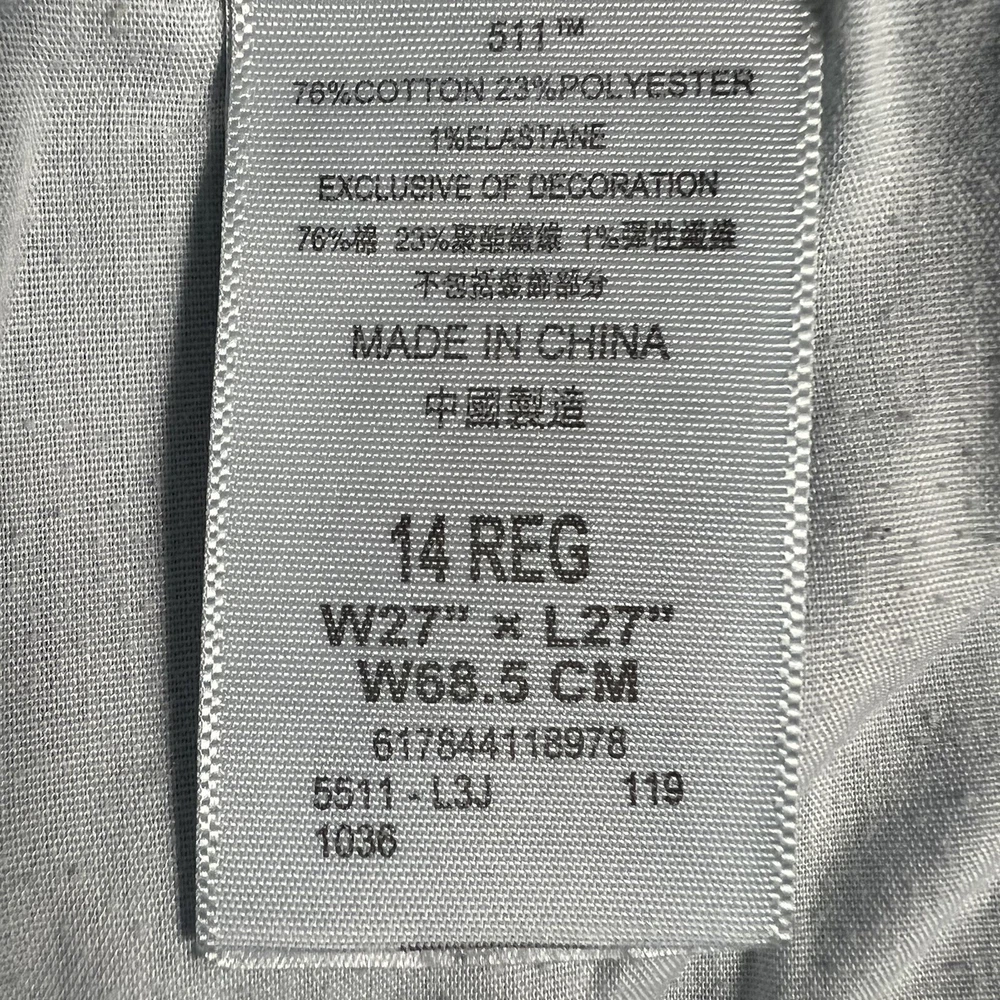 511™
76%COTTON 23%POLYESTER
1%ELASTANE
EXCLUSIVE OF DECORATION
76%棉 23%聚酯纖維 1%彈性纖維
不包括裝飾部分
MADE IN CHINA
中國製造
14 REG
W27” × L27”
W68.5 CM
617844118978
5511 - L3J 119
1036